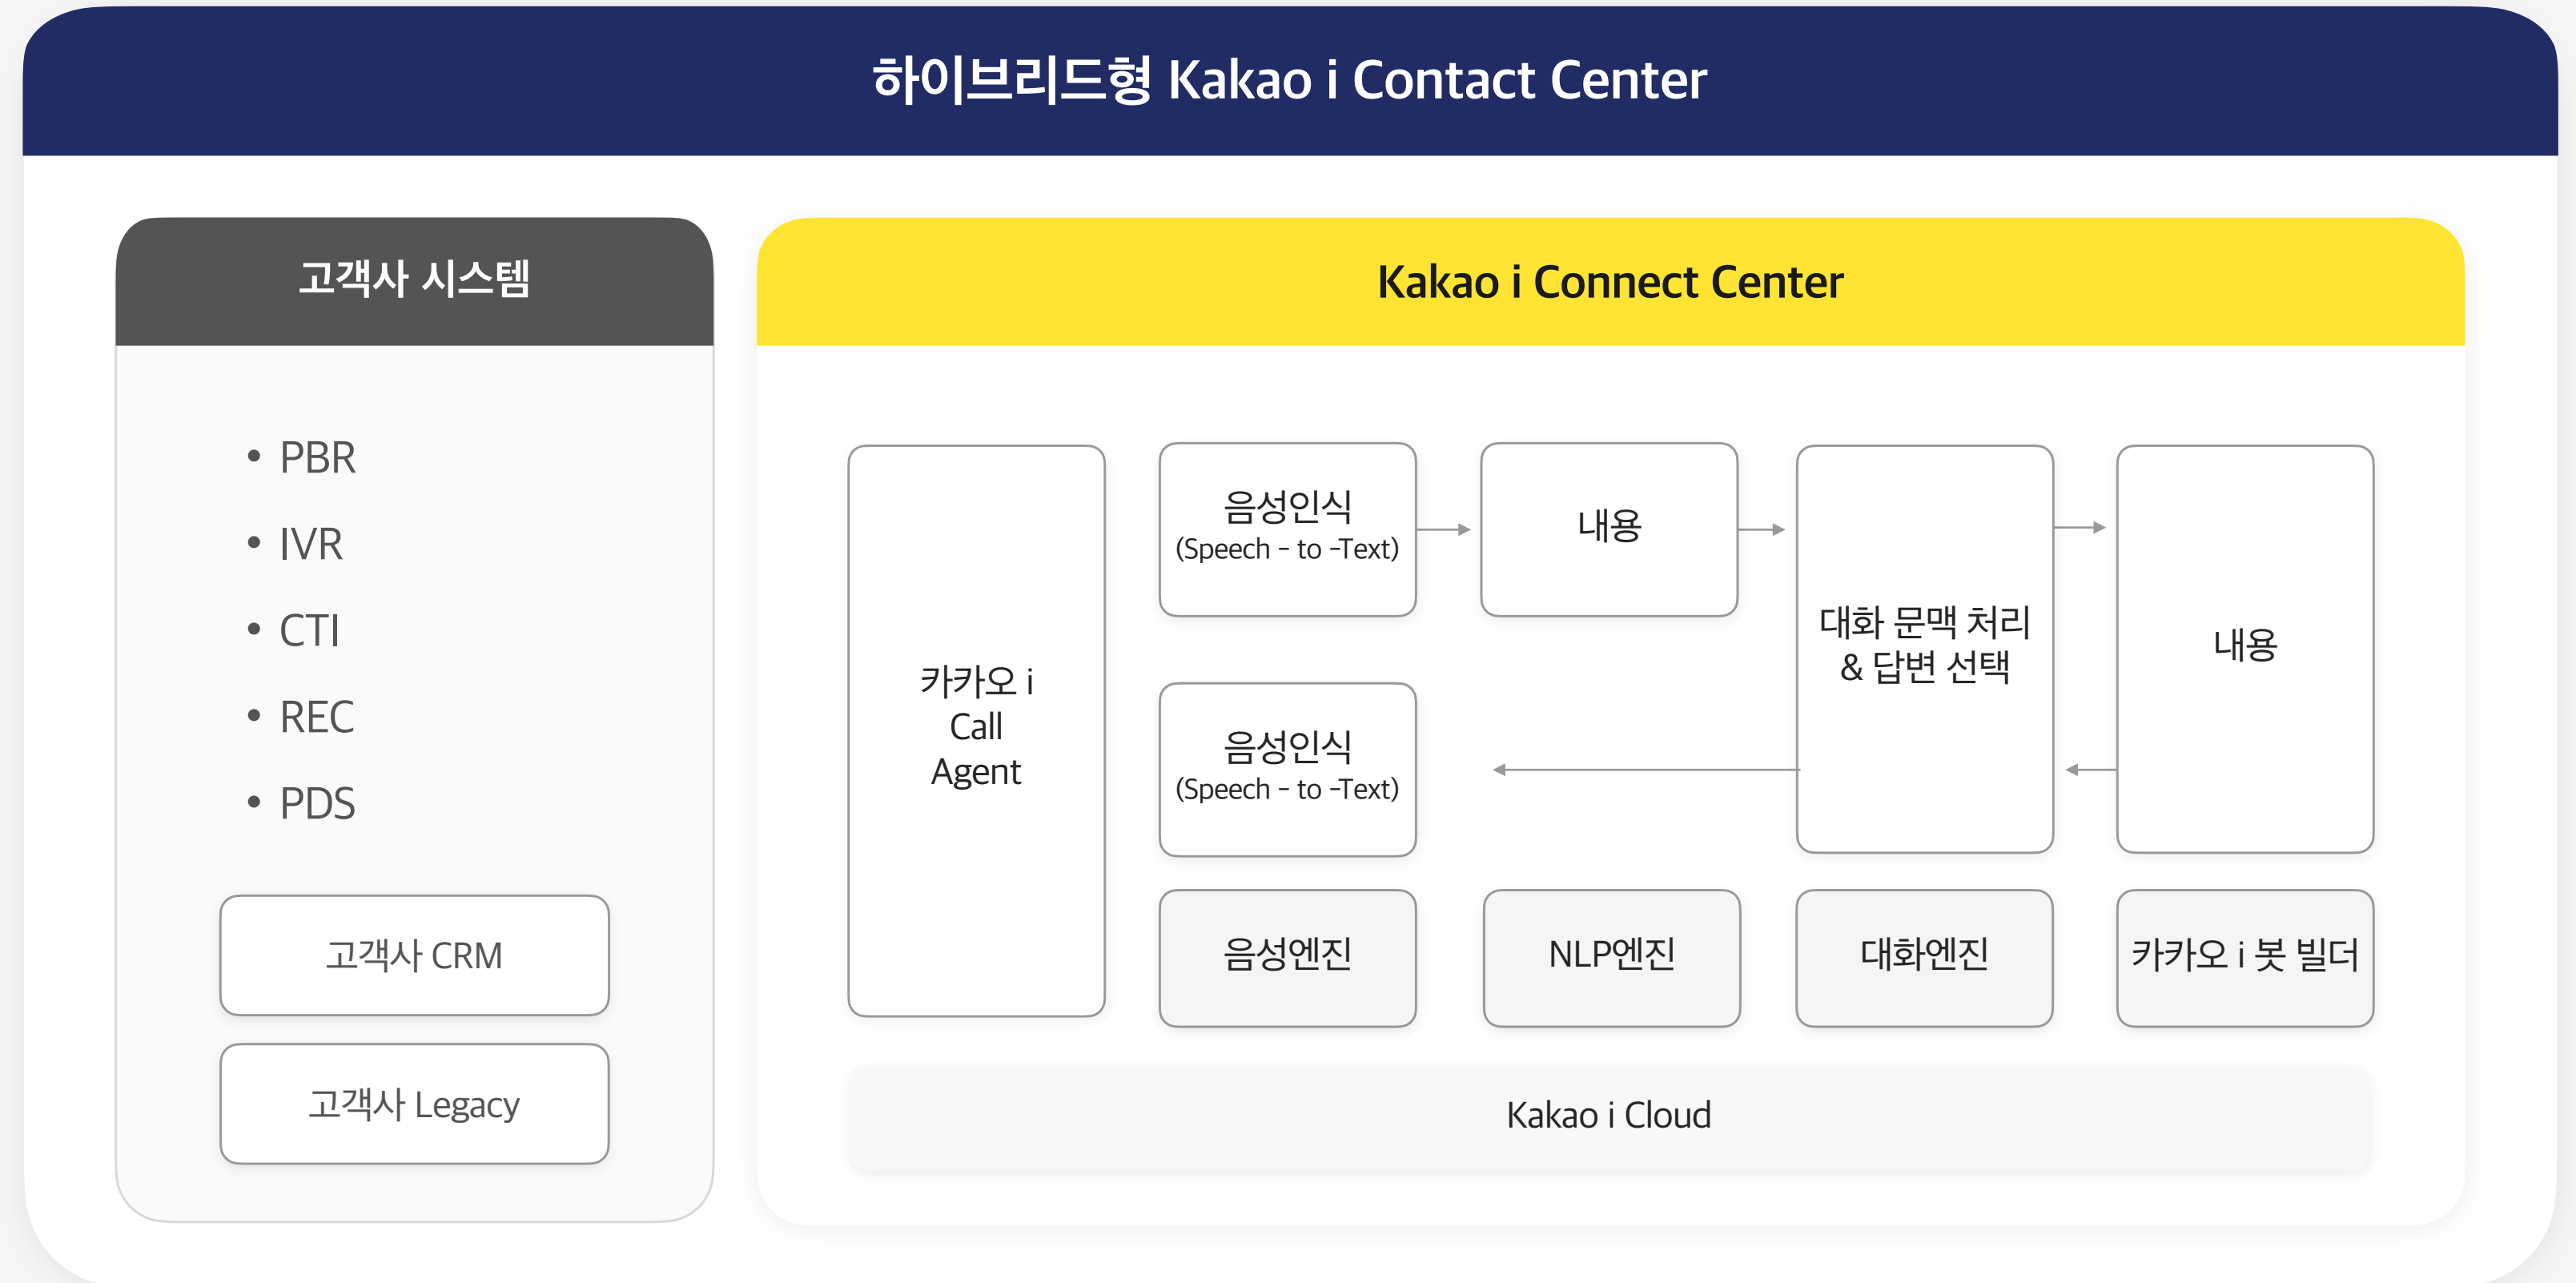 하이브리드형 Kakao i Contact Center
고객사 시스템
• PBR
• IVR
• CTI
• REC
• PDS
고객사 CRM
고객사 Legacy
Kakao i Connect Center
카카오 i
Call
Agent
음성인식
(Speech - to -Text)
내용
대화 문맥 처리
& 답변 선택
내용
음성인식
(Speech - to -Text)
음성엔진
NLP엔진
대화엔진
카카오 i 봇 빌더
Kakao i Cloud